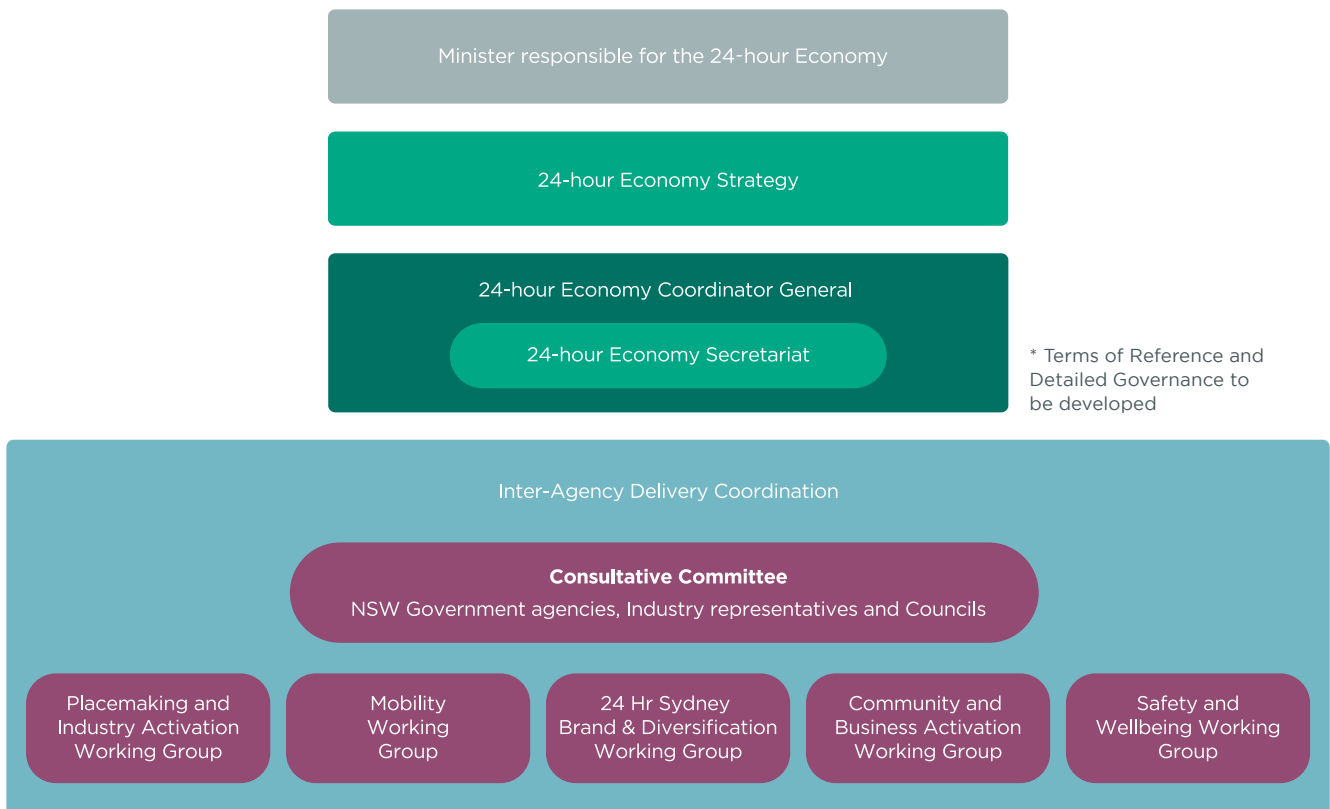 Minister responsible for the 24-hour Economy
24-hour Economy Strategy
24-hour Economy Coordinator General
24-hour Economy Secretariat
* Terms of Reference and
Detailed Governance to
be developed
Inter-Agency Delivery Coordination
Consultative Committee
NSW Government agencies, Industry representatives and Councils
Placemaking and
Industry Activation
Working Group
Mobility
Working
Group
24 Hr Sydney
Brand & Diversification
Working Group
Community and
Business Activation
Working Group
Safety and
Wellbeing Working
Group